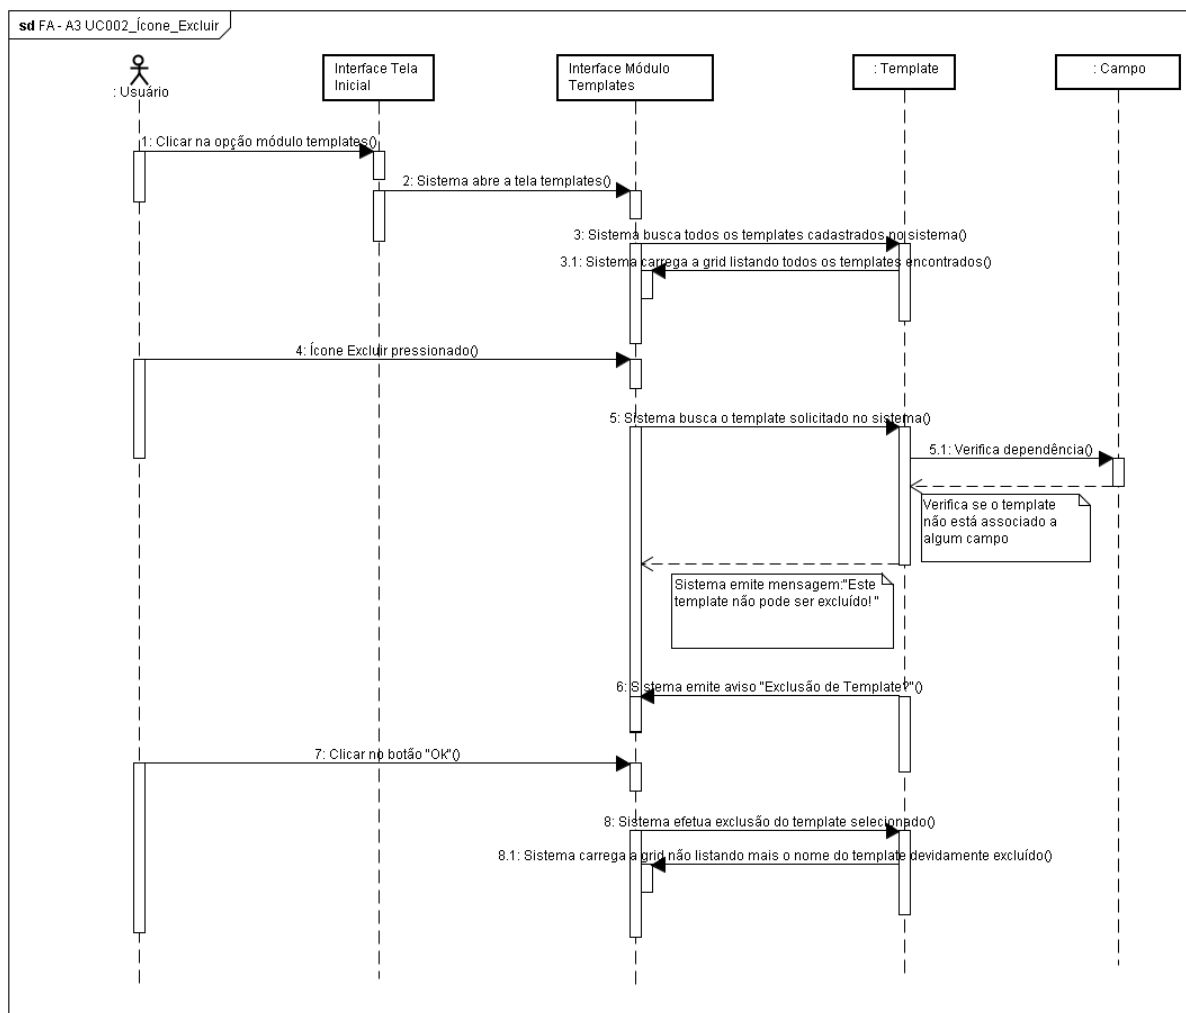 sd FA - A3 UC002_Ícone_Excluir
: Usuário
Interface Tela
Inicial
Interface Módulo
Templates
: Template
: Campo
1: Clicar na opção módulo templates()
2: Sistema abre a tela templates()
3: Sistema busca todos os templates cadastrados no sistema()
3.1: Sistema carrega a grid listando todos os templates encontrados()
4: Ícone Excluir pressionado()
5: Sistema busca o template solicitado no sistema()
5.1: Verifica dependência()
Verifica se o template
não está associado a
algum campo
Sistema emite mensagem:"Este
template não pode ser excluído! "
6: Sistema emite aviso "Exclusão de Template?"()
7: Clicar no botão "Ok"()
8: Sistema efetua exclusão do template selecionado()
8.1: Sistema carrega a grid não listando mais o nome do template devidamente excluído()